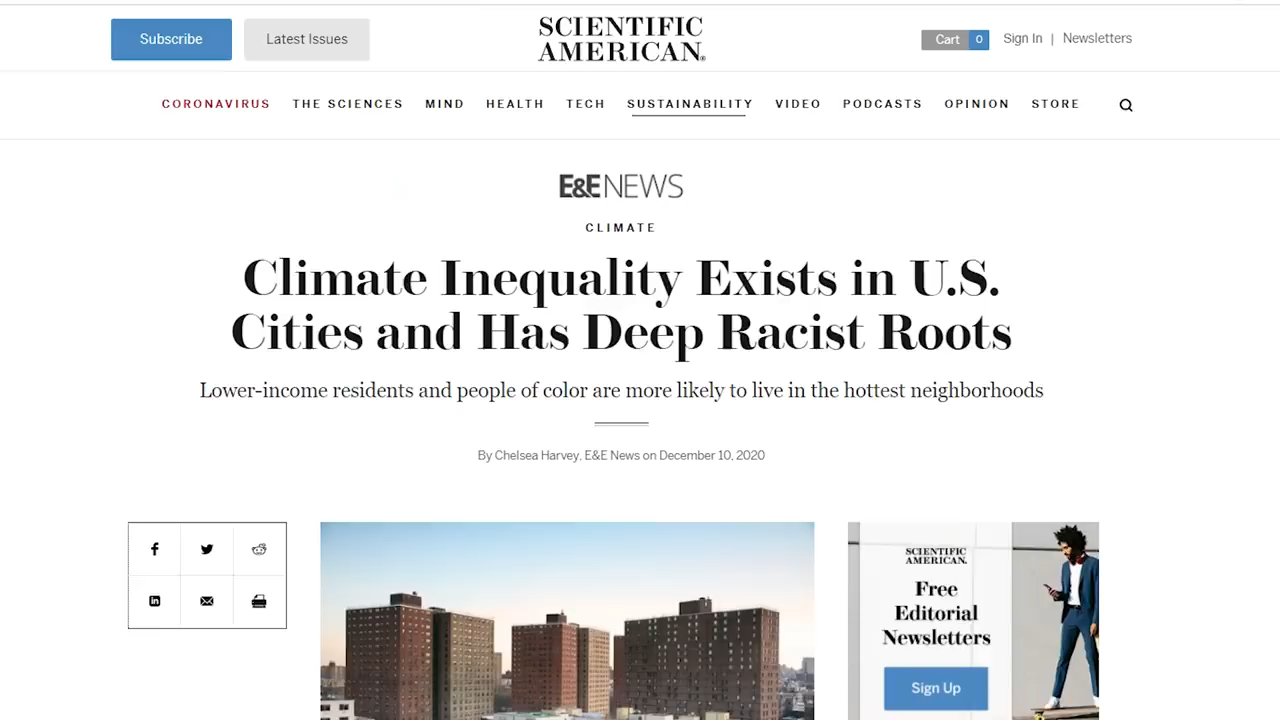 Subscribe
Latest Issues
SCIENTIFIC
AMERICAN®
Cart 0
Sign In | Newsletters
CORONAVIRUS THE SCIENCES MIND HEALTH TECH SUSTAINABILITY VIDEO PODCASTS OPINION STORE
E&E NEWS
CLIMATE
Climate Inequality Exists in U.S.
Cities and Has Deep Racist Roots
Lower-income residents and people of color are more likely to live in the hottest neighborhoods
By Chelsea Harvey, E&E News on December 10, 2020
SCIENTIFIC
AMERICAN.
Free
Editorial
Newsletters
Sign Up